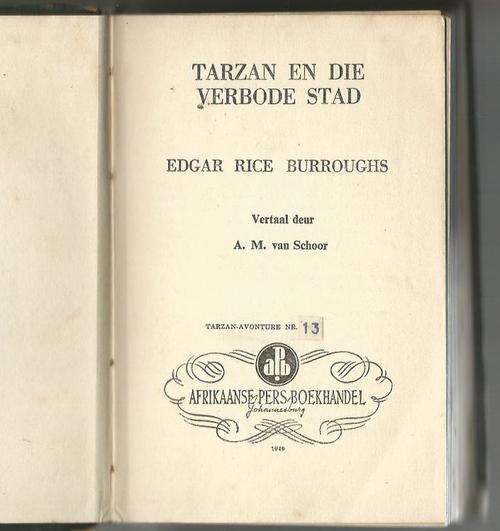 TARZAN EN DIE
VERBODE STAD
EDGAR RICE BURROUGHS
Vertaal deur
A. M. van Schoor
TARZAN-AVONTURE NR. 13
APB
AFRIKAANSE-PERS-BOEKHANDEL
Johannesburg
1949